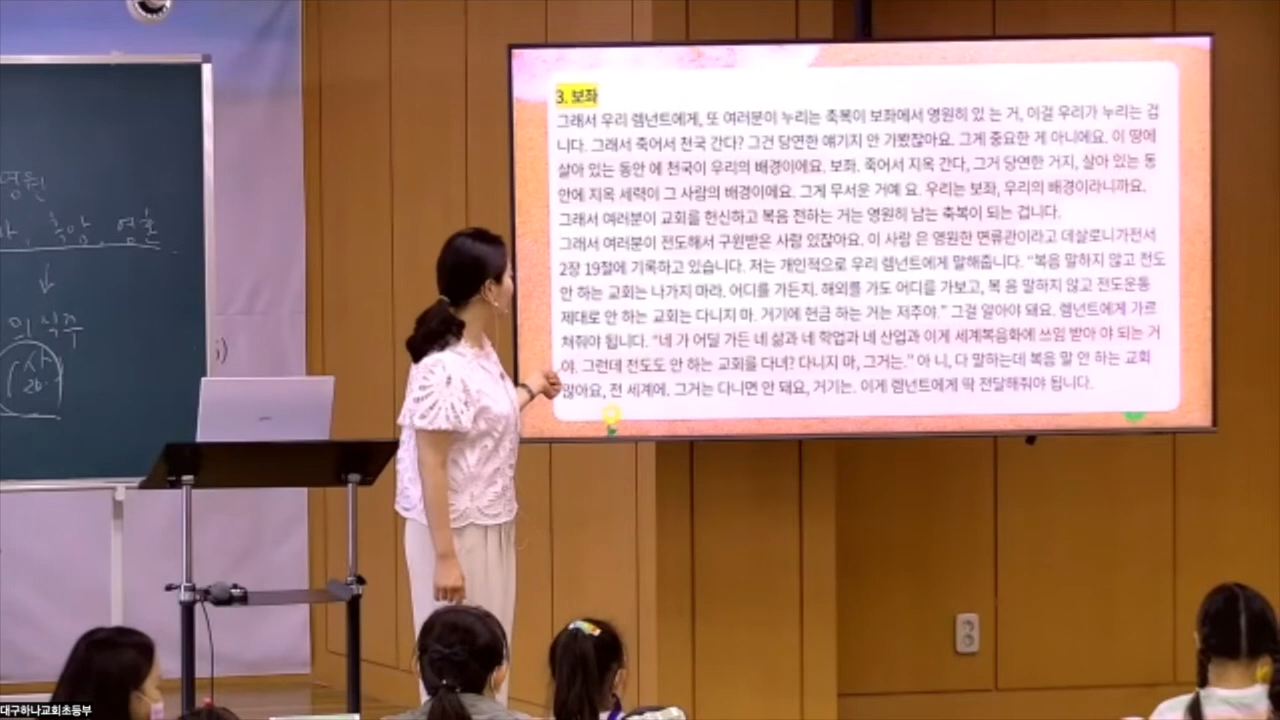 영원
흑암, 영혼
3. 보좌
그래서 우리 렘넌트에게, 또 여러분이 누리는 축복이 보좌에서 영원히 있 는 거, 이걸 우리가 누리는 겁
니다. 그래서 죽어서 천국 간다? 그건 당연한 얘기지 안 가봤잖아요. 그게 중요한 게 아니에요. 이 땅에
살아 있는 동안 에 천국이 우리의 배경이에요. 보좌. 죽어서 지옥 간다, 그거 당연한 거지, 살아 있는 동
안에 지옥 세력이 그 사람의 배경이에요. 그게 무서운 거예 요. 우리는 보좌, 우리의 배경이라니까요.
그래서 여러분이 교회를 헌신하고 복음 전하는 거는 영원히 남는 축복이 되는 겁니다.
그래서 여러분이 전도해서 구원받은 사람 있잖아요. 이 사람 은 영원한 면류관이라고 데살로니가전서
2장 19절에 기록하고 있습니다. 저는 개인적으로 우리 렘넌트에게 말해줍니다. “복음 말하지 않고 전도
안 하는 교회는 나가지 마라. 어디를 가든지. 해외를 가도 어디를 가보고, 복 음 말하지 않고 전도운동
제대로 안 하는 교회는 다니지 마. 거기에 헌금 하는 거는 저주야.” 그걸 알아야 돼요. 렘넌트에게 가르
쳐줘야 됩니다. “네 가 어딜 가든 네 삶과 네 학업과 네 산업과 이게 세계복음화에 쓰임 받아 야 되는 거
야. 그런데 전도도 안 하는 교회를 다녀? 다니지 마, 그거는.” 아 니, 다 말하는데 복음 말 안 하는 교회
많아요, 전 세계에. 그거는 다니면 안 돼요, 거기는. 이게 렘넌트에게 딱 전달해줘야 됩니다.
대구하나교회초등부